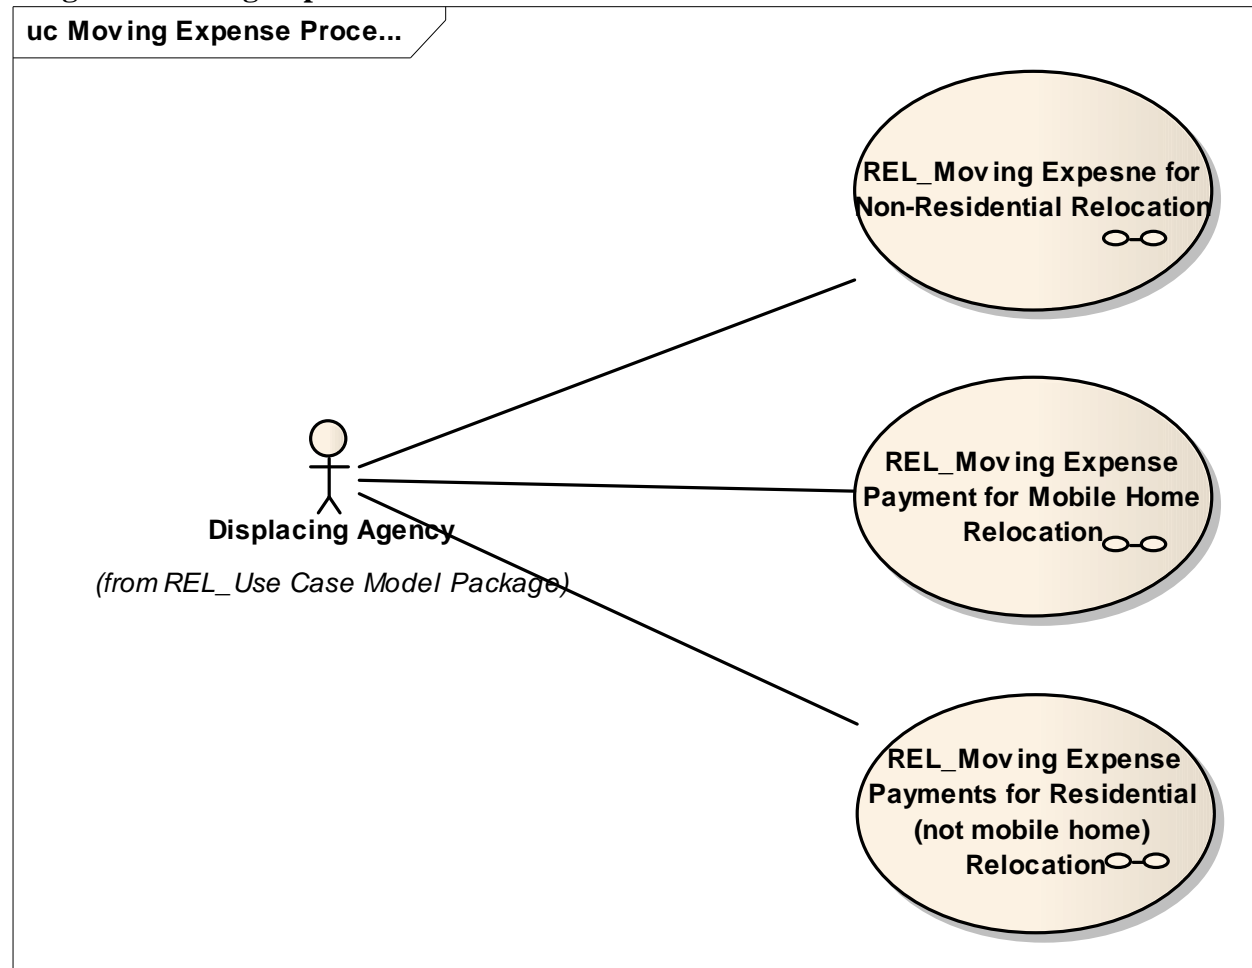 uc Moving Expense Proce...
REL_Moving Expesne for
Non-Residential Relocation
REL_Moving Expense
Payment for Mobile Home
Relocation
Displacing Agency
(from REL_Use Case Model Package)
REL_Moving Expense
Payments for Residential
(not mobile home)
Relocation